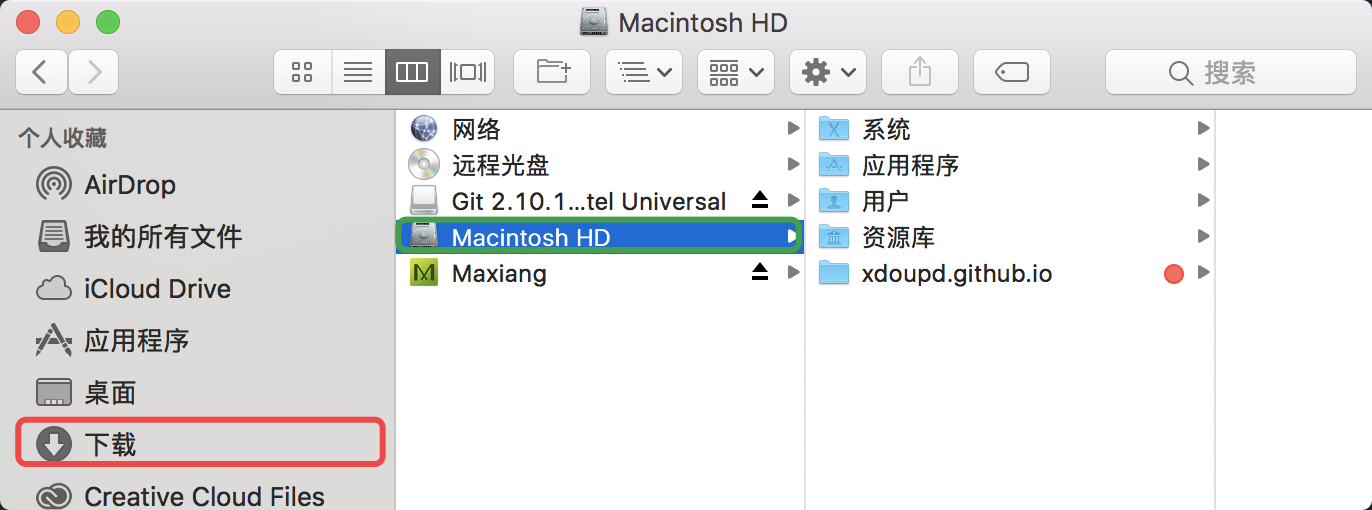 Macintosh HD
搜索
个人收藏
AirDrop
我的所有文件
iCloud Drive
应用程序
桌面
下载
Creative Cloud Files
网络
远程光盘
Git 2.10.1...tel Universal
Macintosh HD
Maxiang
系统
应用程序
用户
资源库
xdoupd.github.io